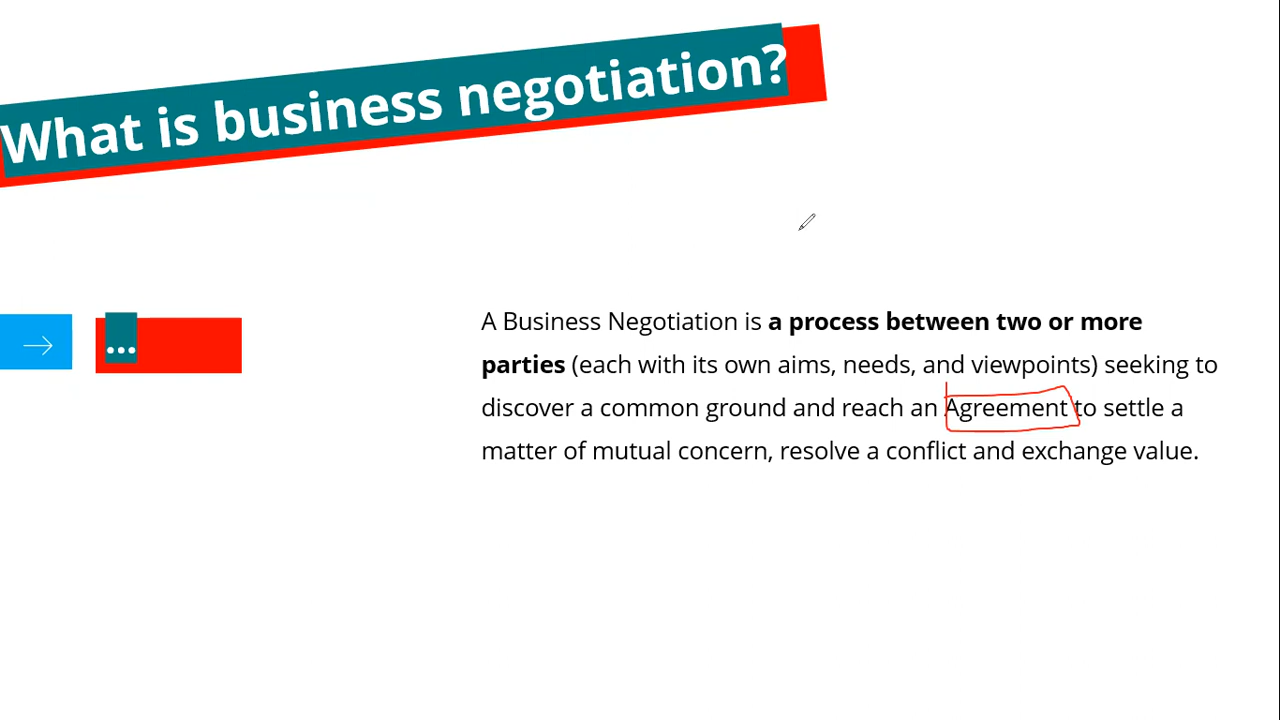 What is business negotiation?
...
A Business Negotiation is a process between two or more
parties (each with its own aims, needs, and viewpoints) seeking to
discover a common ground and reach an Agreement to settle a
matter of mutual concern, resolve a conflict and exchange value.